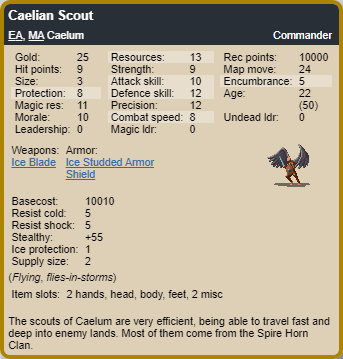 Caelian Scout
EA, MA Caelum Commander
Gold: 25 Resources: 13 Rec points: 10000
Hit points: 9 Strength: 9 Map move: 24
Size: 3 Attack skill: 10 Encumbrance: 5
Protection: 8 Defence skill: 12 Age: 22
Magic res: 11 Precision: 12 (50)
Morale: 10 Combat speed: 8 Undead ldr: 0
Leadership: 0 Magic ldr: 0
Weapons: Armor:
Ice Blade Ice Studded Armor
Shield
Basecost: 10010
Resist cold: 5
Resist shock: 5
Stealthy: +55
Ice protection: 1
Supply size: 2
(Flying, flies-in-storms)
Item slots: 2 hands, head, body, feet, 2 misc
The scouts of Caelum are very efficient, being able to travel fast and
deep into enemy lands. Most of them come from the Spire Horn
Clan.